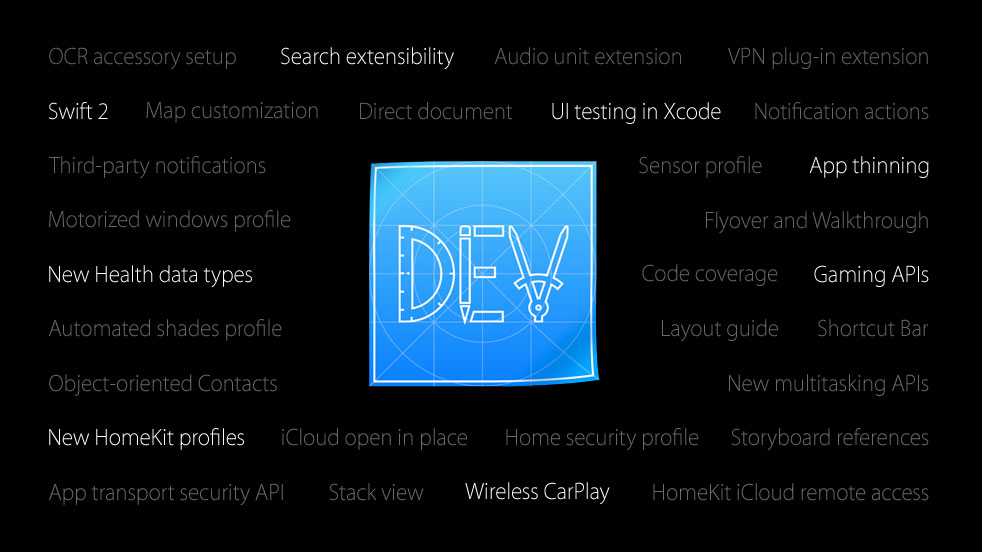 OCR accessory setup Search extensibility Audio unit extension VPN plug-in extension
Swift 2 Map customization Direct document UI testing in Xcode Notification actions
Third-party notifications Sensor profile App thinning
Motorized windows profile Flyover and Walkthrough
DEV
New Health data types Code coverage Gaming APIs
Automated shades profile Layout guide Shortcut Bar
Object-oriented Contacts New multitasking APIs
New HomeKit profiles iCloud open in place Home security profile Storyboard references
App transport security API Stack view Wireless CarPlay HomeKit iCloud remote access